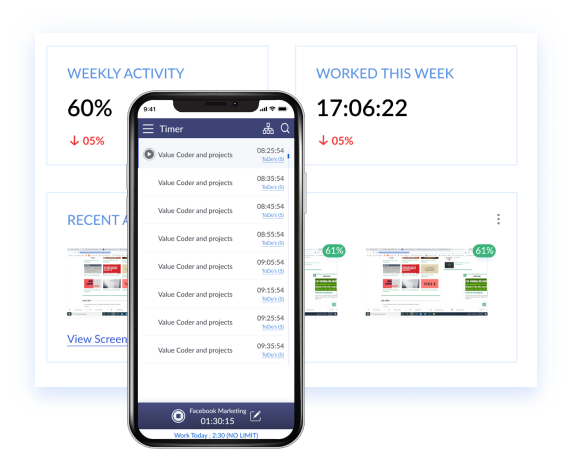 WEEKLY ACTIVITY
60%
↓ 05%
WORKED THIS WEEK
17:06:22
↓ 05%
RECENT A
61%
61%
View Screen
9:41
Timer
Value Coder and projects
08:25:54
ToDo's (5)
Value Coder and projects
08:35:54
ToDo's (5)
Value Coder and projects
08:45:54
ToDo's (5)
Value Coder and projects
08:55:54
ToDo's (5)
Value Coder and projects
09:05:54
ToDo's (5)
Value Coder and projects
09:15:54
ToDo's (5)
Value Coder and projects
09:25:54
ToDo's (5)
Value Coder and projects
09:35:54
ToDo's (5)
Facebook Marketing
01:30:15
Work Today : 2:30 (NO LIMIT)